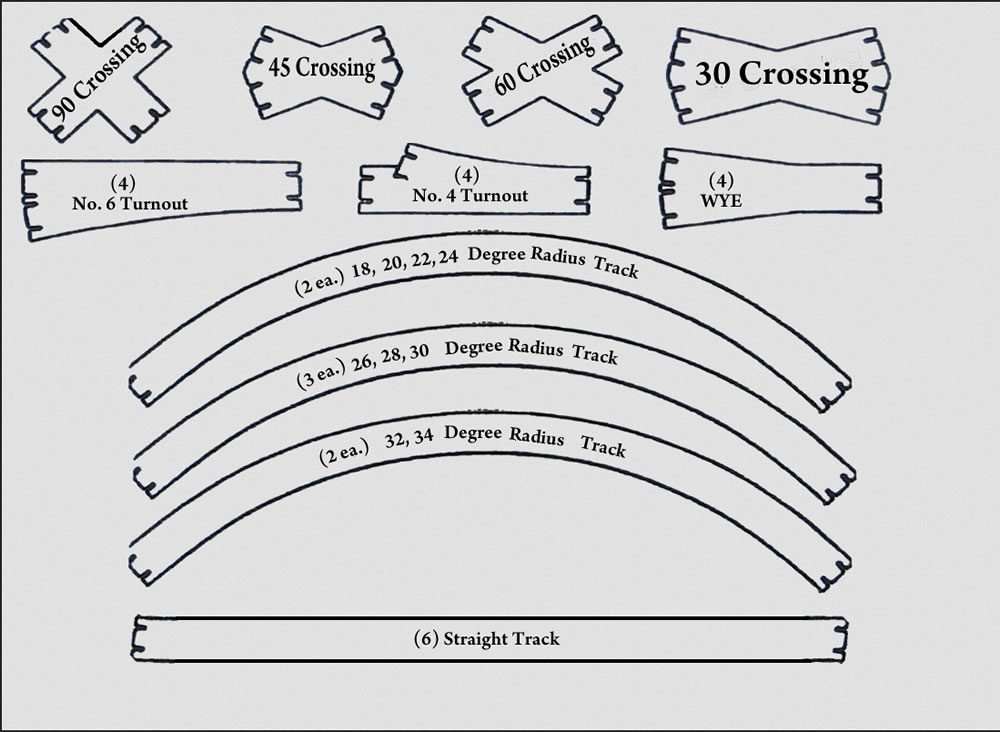 90 Crossing
45 Crossing
60 Crossing
30 Crossing
(4)
No. 6 Turnout
(4)
No. 4 Turnout
(4)
WYE
(2 ea.) 18, 20, 22, 24 Degree Radius Track
(3 ea.) 26, 28, 30 Degree Radius Track
(2 ea.) 32, 34 Degree Radius Track
(6) Straight Track